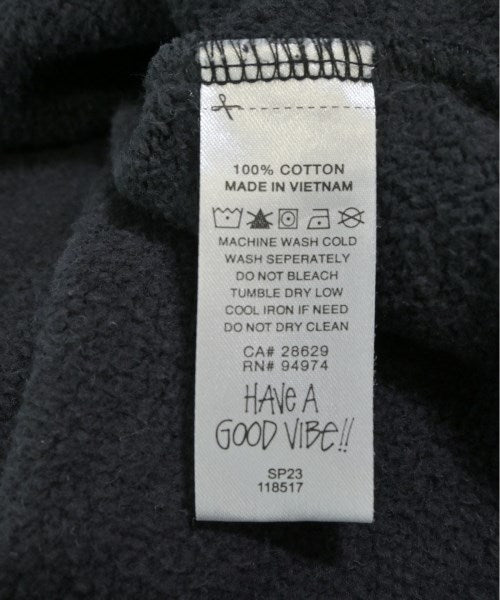 100% COTTON
MADE IN VIETNAM
MACHINE WASH COLD
WASH SEPERATELY
DO NOT BLEACH
TUMBLE DRY LOW
COOL IRON IF NEED
DO NOT DRY CLEAN
CA# 28629
RN# 94974
HAVe A
GOOD VIBe!!
SP23
118517